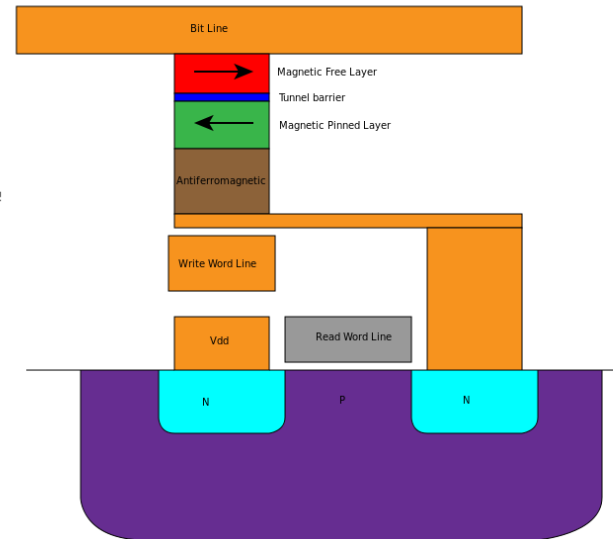 Bit Line
Magnetic Free Layer
Tunnel barrier
Magnetic Pinned Layer
Antiferromagnetic
Write Word Line
Vdd
Read Word Line
N
P
N